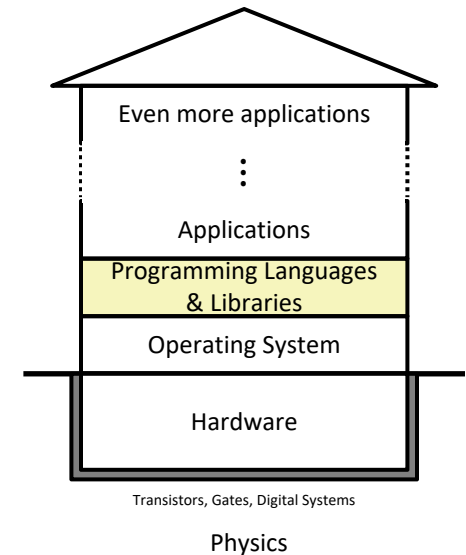 Even more applications
⋮
Applications
Programming Languages
& Libraries
Operating System
Hardware
Transistors, Gates, Digital Systems
Physics